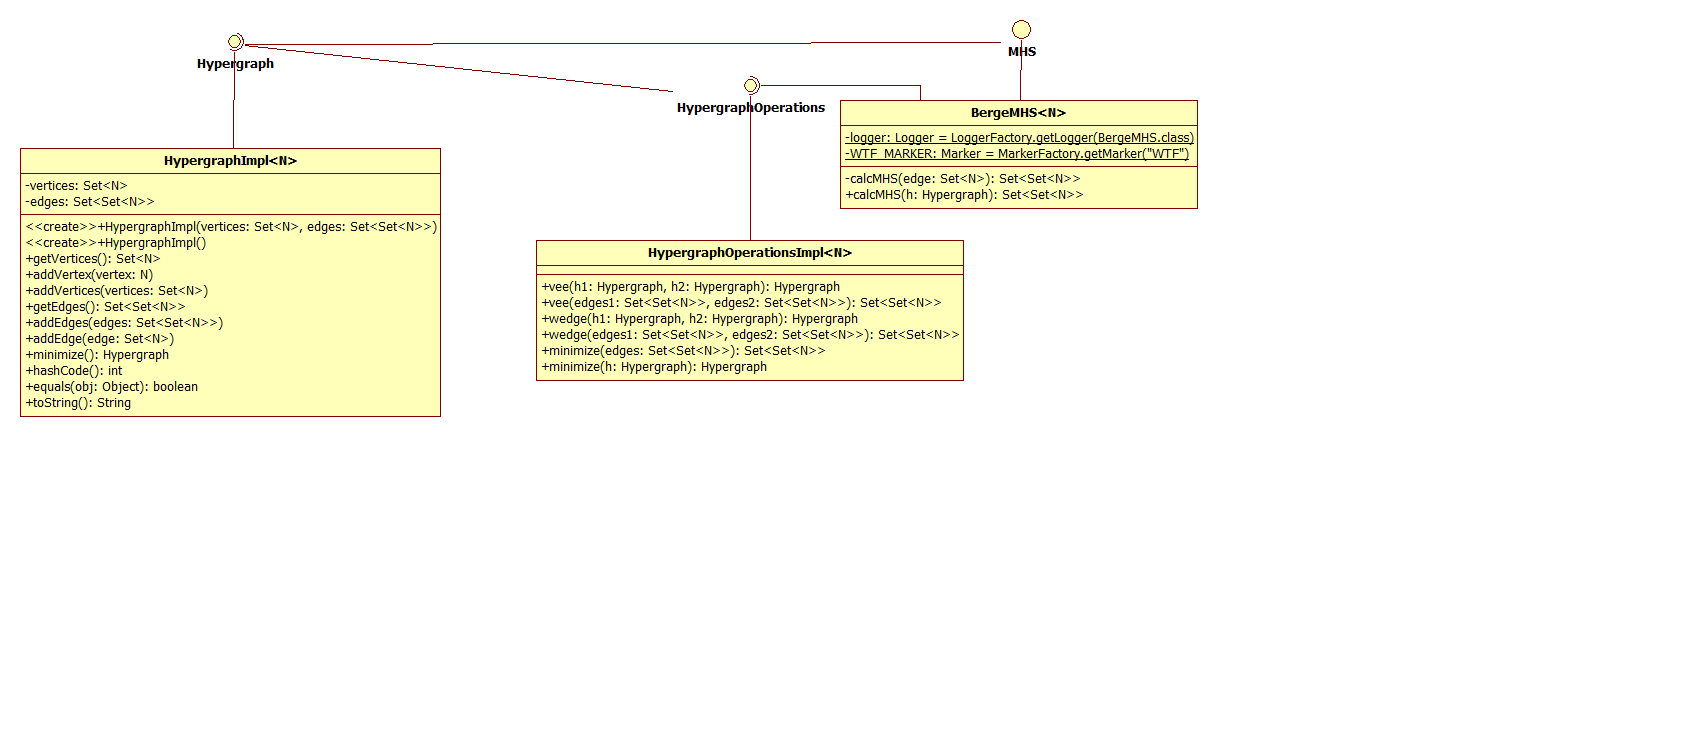 Hypergraph
MHS
HypergraphOperations
BergeMHS<N>
-logger: Logger = LoggerFactory.getLogger(BergeMHS.class)
-WTF_MARKER: Marker = MarkerFactory.getMarker("WTF")
-calcMHS(edge: Set<N>): Set<Set<N>>
+calcMHS(h: Hypergraph): Set<Set<N>>
HypergraphImpl<N>
-vertices: Set<N>
-edges: Set<Set<N>>
<<create>>+HypergraphImpl(vertices: Set<N>, edges: Set<Set<N>>)
<<create>>+HypergraphImpl()
+getVertices(): Set<N>
+addVertex(vertex: N)
+addVertices(vertices: Set<N>)
+getEdges(): Set<Set<N>>
+addEdges(edges: Set<Set<N>>)
+addEdge(edge: Set<N>)
+minimize(): Hypergraph
+hashCode(): int
+equals(obj: Object): boolean
+toString(): String
HypergraphOperationsImpl<N>
+vee(h1: Hypergraph, h2: Hypergraph): Hypergraph
+vee(edges1: Set<Set<N>>, edges2: Set<Set<N>>): Set<Set<N>>
+wedge(h1: Hypergraph, h2: Hypergraph): Hypergraph
+wedge(edges1: Set<Set<N>>, edges2: Set<Set<N>>): Set<Set<N>>
+minimize(edges: Set<Set<N>>): Set<Set<N>>
+minimize(h: Hypergraph): Hypergraph